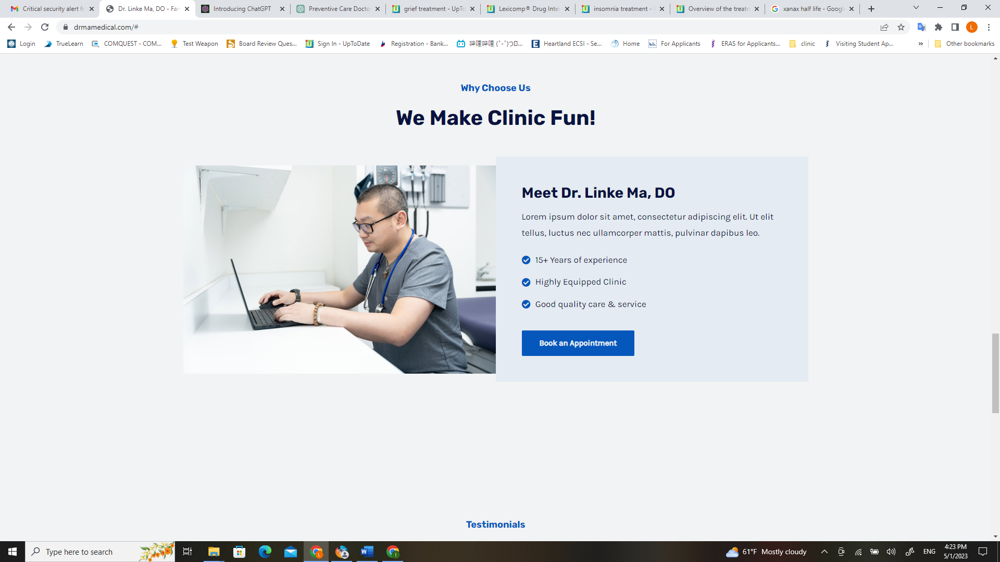 Critical security alert fo
Dr. Linke Ma, DO - Fam
Introducing ChatGPT
Preventive Care Docto
grief treatment - UpTo
Lexicomp® Drug Inter
insomnia treatment -
Overview of the treatm
xanax half life - Googl
drmamedical.com/#
L
Login
TrueLearn
COMQUEST - COM...
Test Weapon
Board Review Ques...
Sign In - UpToDate
Registration - Bank...
哔哩哔哩 (゜-゜)つロ...
Heartland ECSI - Se...
Home
For Applicants
ERAS for Applicants...
clinic
Visiting Student Ap...
»
Other bookmarks
Why Choose Us
We Make Clinic Fun!
Meet Dr. Linke Ma, DO
Lorem ipsum dolor sit amet, consectetur adipiscing elit. Ut elit
tellus, luctus nec ullamcorper mattis, pulvinar dapibus leo.
15+ Years of experience
Highly Equipped Clinic
Good quality care & service
Book an Appointment
Testimonials
Type here to search
61°F Mostly cloudy
ENG
4:23 PM
5/1/2023